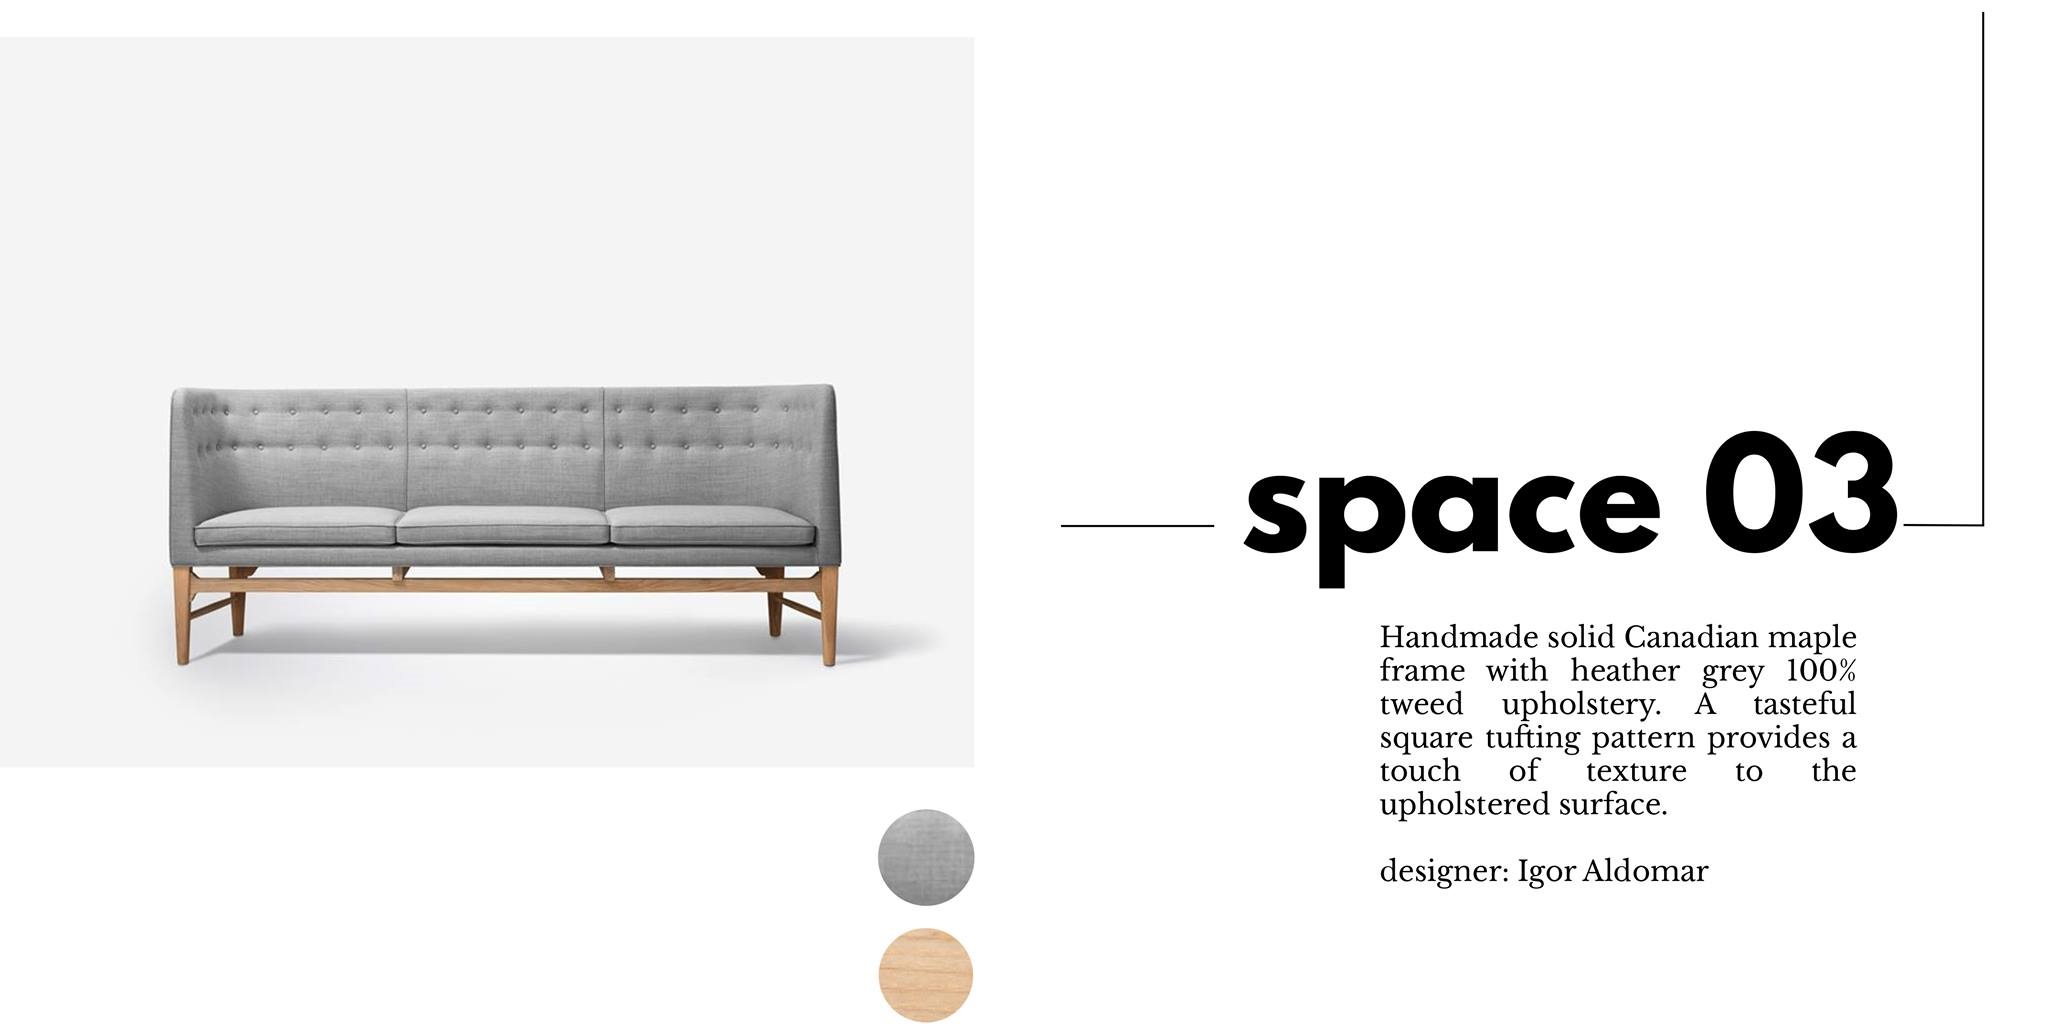 space 03
Handmade solid Canadian maple
frame with heather grey 100%
tweed upholstery. A tasteful
square tufting pattern provides a
touch of texture to the
upholstered surface.
designer: Igor Aldomar